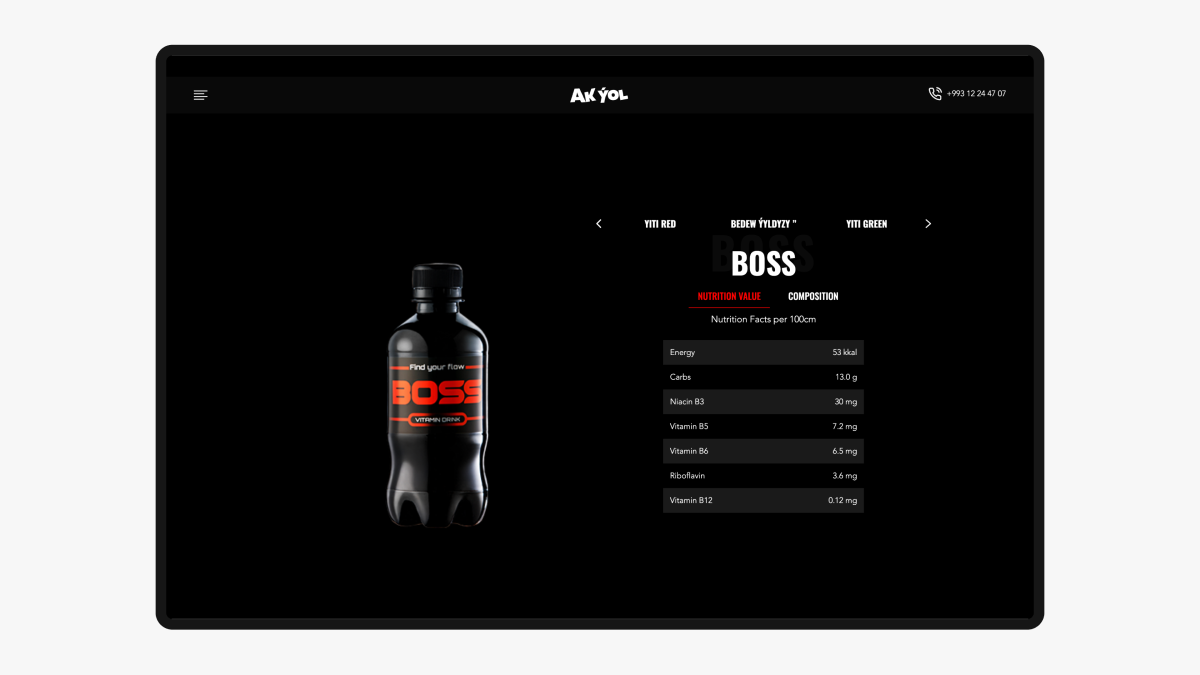 AK ÝOL
+993 12 24 47 07
YITI RED
BEDEW ÝYLDYZY "
YITI GREEN
BOSS
BOSS
NUTRITION VALUE
COMPOSITION
Nutrition Facts per 100cm
Energy 53 kkal
Carbs 13.0 g
Niacin B3 30 mg
Vitamin B5 7.2 mg
Vitamin B6 6.5 mg
Riboflavin 3.6 mg
Vitamin B12 0.12 mg
Find your flow
BOSS
VITAMIN DRINK